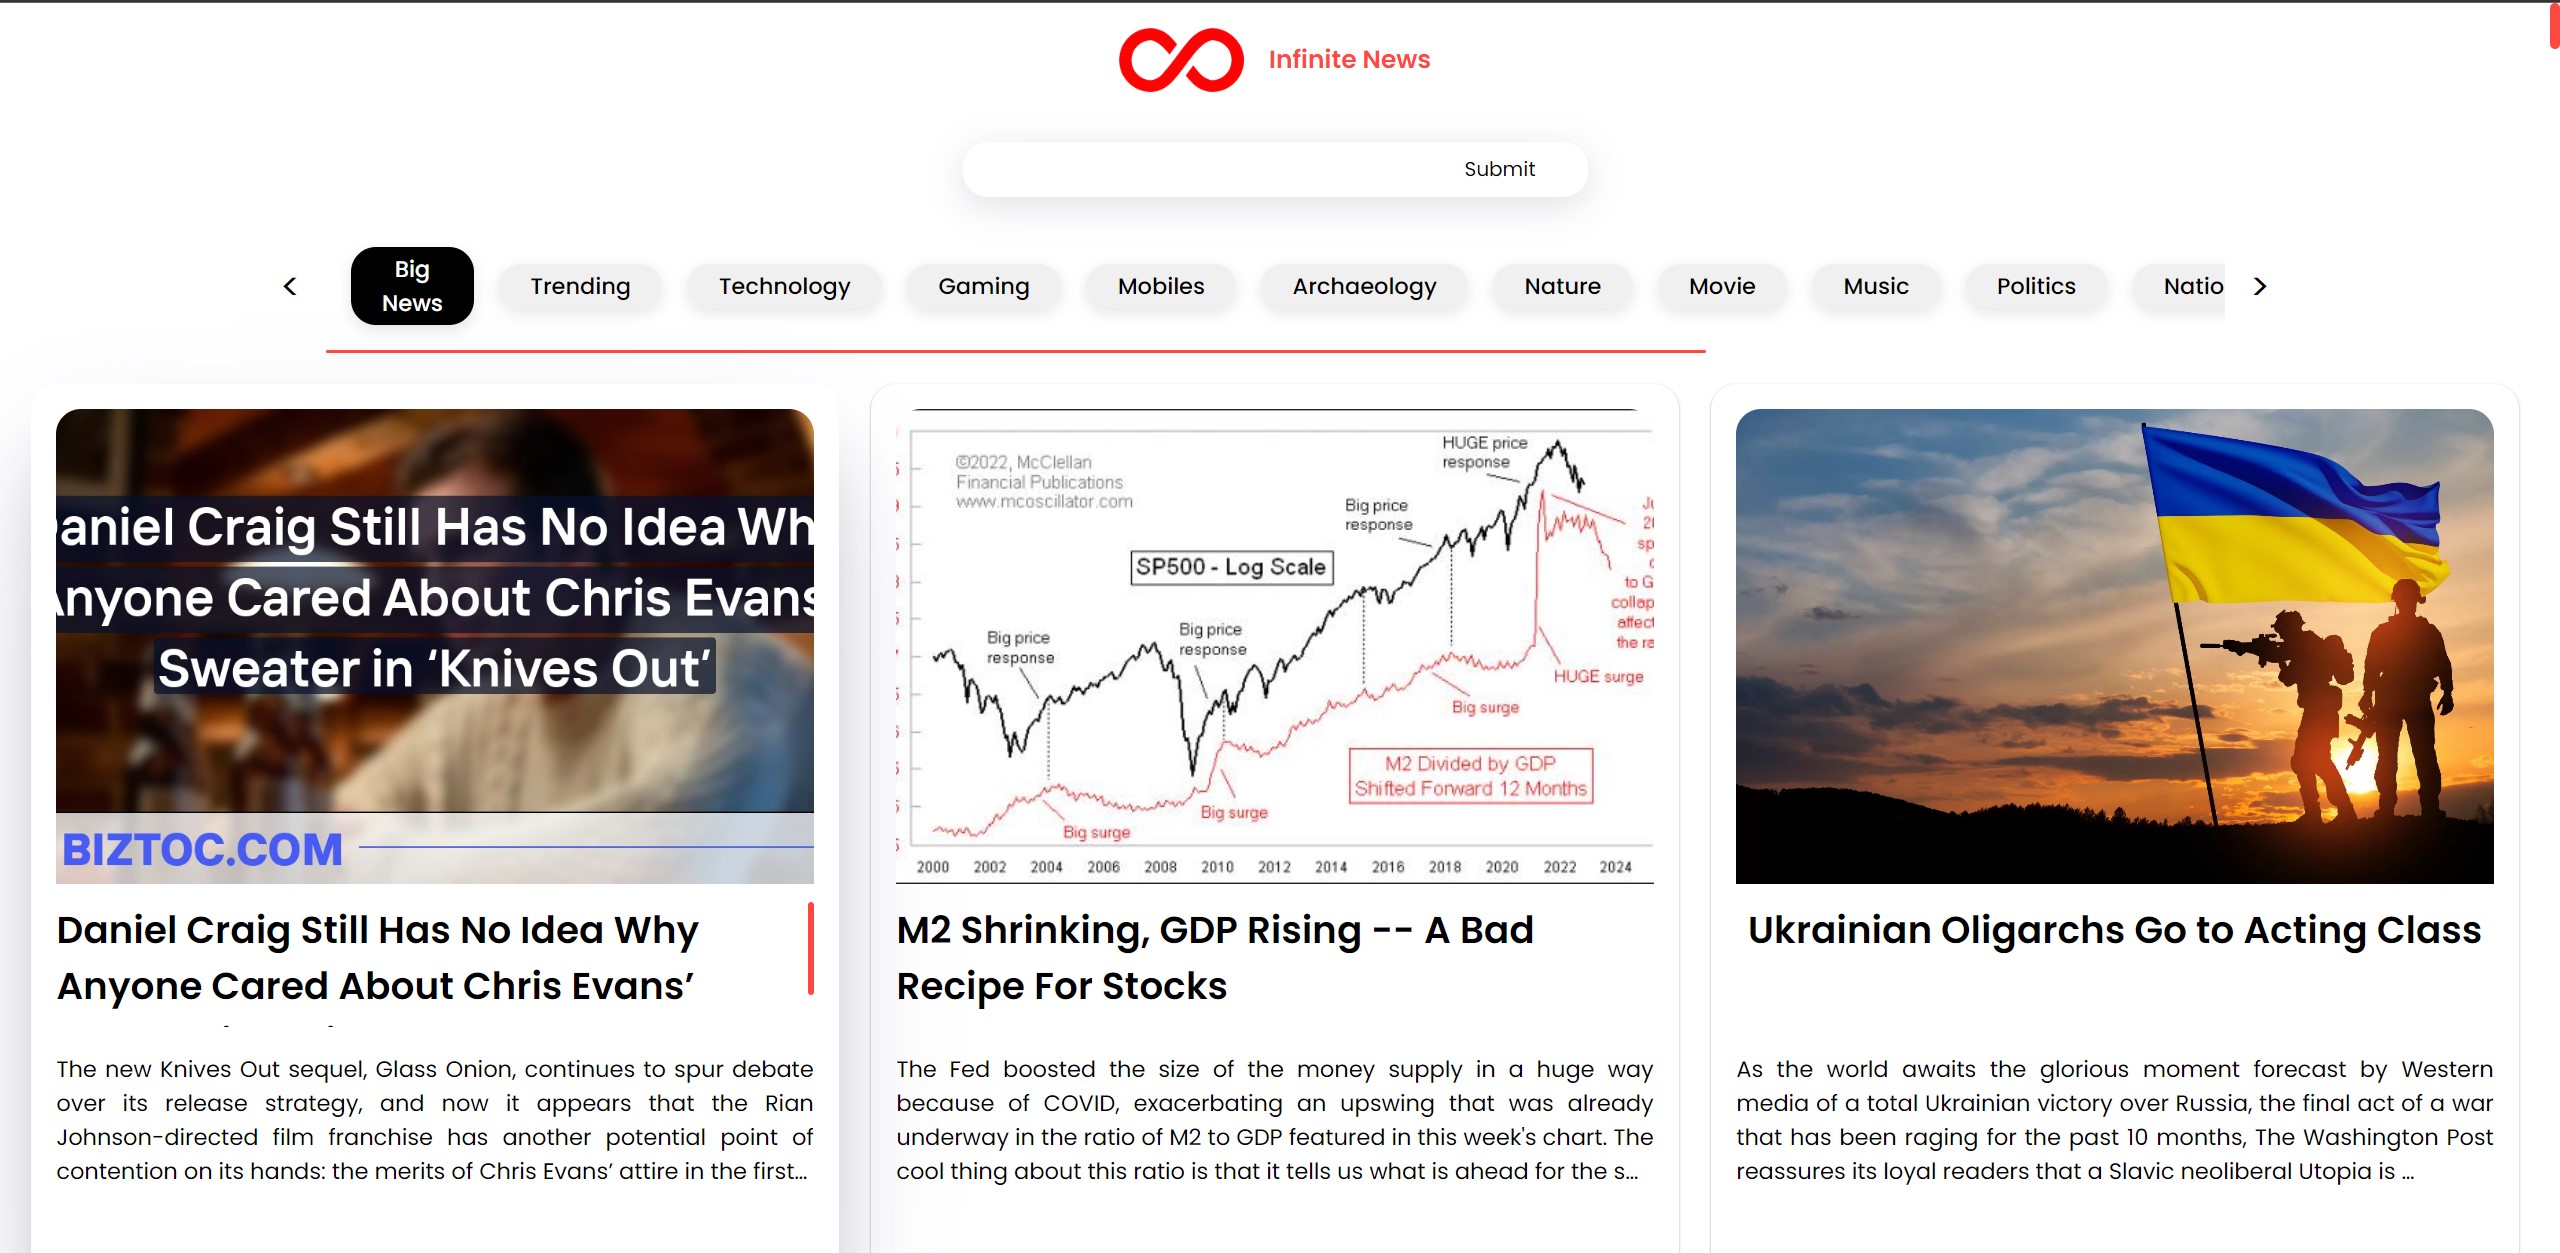 Infinite News
Submit
<
Big
News
Trending
Technology
Gaming
Mobiles
Archaeology
Nature
Movie
Music
Politics
Natio
>
aniel Craig Still Has No Idea Wh
Anyone Cared About Chris Evans
Sweater in ‘Knives Out’
BIZTOC.COM
Daniel Craig Still Has No Idea Why
Anyone Cared About Chris Evans’
The new Knives Out sequel, Glass Onion, continues to spur debate
over its release strategy, and now it appears that the Rian
Johnson-directed film franchise has another potential point of
contention on its hands: the merits of Chris Evans’ attire in the first...
©2022, McClellan
Financial Publications
www.mcoscillator.com
HUGE price
response
Big price
response
SP500 - Log Scale
Big price
response
Big price
response
Ju
20
sp
to G
collap
affect
the ra
HUGE surge
Big surge
M2 Divided by GDP
Shifted Forward 12 Months
Big surge
Big surge
2000 2002 2004 2006 2008 2010 2012 2014 2016 2018 2020 2022 2024
M2 Shrinking, GDP Rising -- A Bad
Recipe For Stocks
The Fed boosted the size of the money supply in a huge way
because of COVID, exacerbating an upswing that was already
underway in the ratio of M2 to GDP featured in this week's chart. The
cool thing about this ratio is that it tells us what is ahead for the s...
Ukrainian Oligarchs Go to Acting Class
As the world awaits the glorious moment forecast by Western
media of a total Ukrainian victory over Russia, the final act of a war
that has been raging for the past 10 months, The Washington Post
reassures its loyal readers that a Slavic neoliberal Utopia is ...